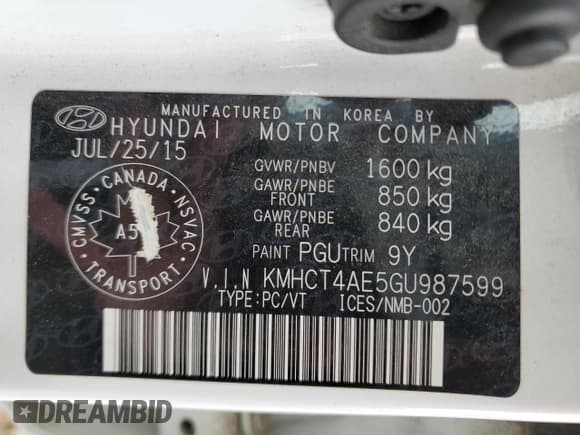 MANUFACTURED IN KOREA BY
HYUNDAI MOTOR COMPANY
JUL/25/15
GVWR/PNBV 1600 kg
GAWR/PNBE FRONT 850 kg
GAWR/PNBE REAR 840 kg
PAINT PGU TRIM 9Y
V.I.N KMHCT4AE5GU987599
TYPE:PC/VT ICES/NMB-002
CANADA
CMVSS
NSVAC
TRANSPORT
DREAMBID